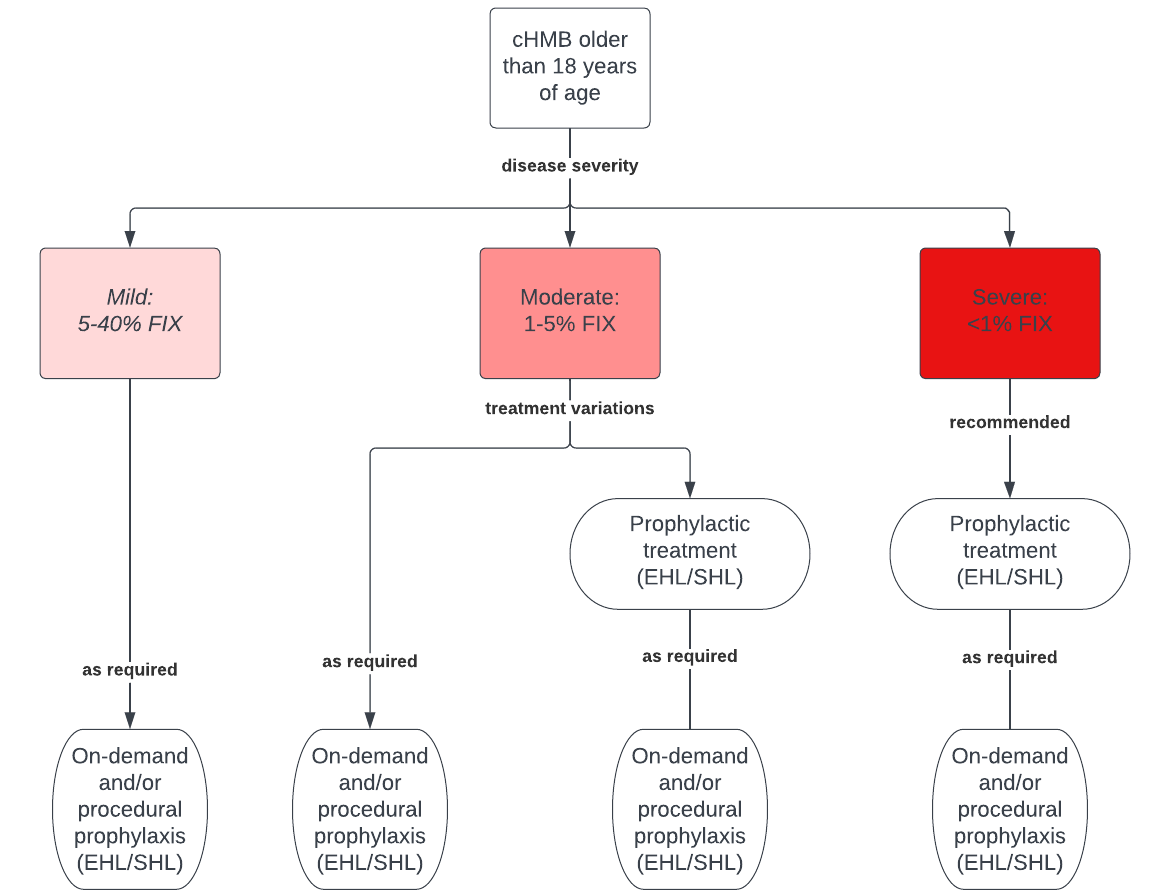 cHMB older
than 18 years
of age
disease severity
Mild:
5-40% FIX
Moderate:
1-5% FIX
Severe:
<1% FIX
treatment variations
recommended
Prophylactic
treatment
(EHL/SHL)
Prophylactic
treatment
(EHL/SHL)
as required
as required
as required
as required
On-demand
and/or
procedural
prophylaxis
(EHL/SHL)
On-demand
and/or
procedural
prophylaxis
(EHL/SHL)
On-demand
and/or
procedural
prophylaxis
(EHL/SHL)
On-demand
and/or
procedural
prophylaxis
(EHL/SHL)